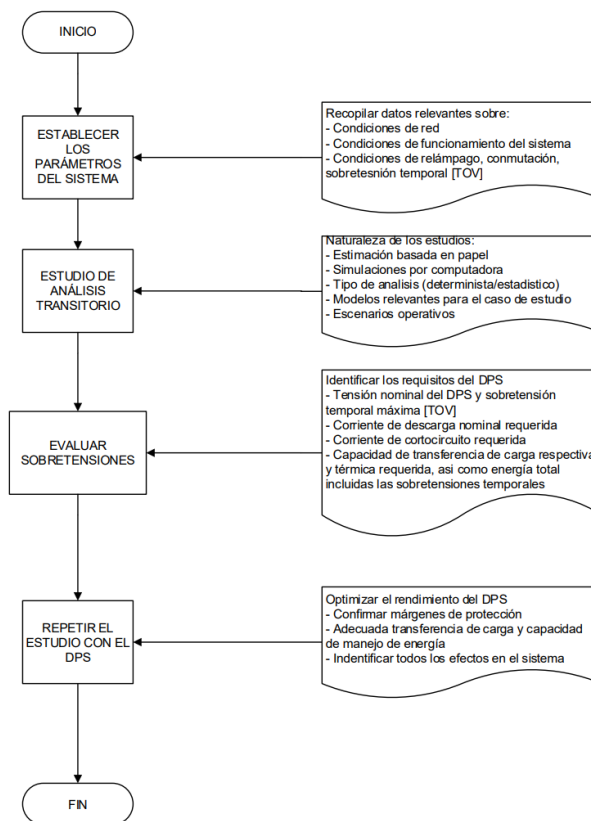 INICIO
ESTABLECER
LOS
PARÁMETROS
DEL SISTEMA
Recopilar datos relevantes sobre:
- Condiciones de red
- Condiciones de funcionamiento del sistema
- Condiciones de relámpago, conmutación,
sobretesnión temporal [TOV]
ESTUDIO DE
ANÁLISIS
TRANSITORIO
Naturaleza de los estudios:
- Estimación basada en papel
- Simulaciones por computadora
- Tipo de analisis (determinista/estadistico)
- Modelos relevantes para el caso de estudio
- Escenarios operativos
EVALUAR
SOBRETENSIONES
Identificar los requisitos del DPS
- Tensión nominal del DPS y sobretensión
temporal máxima [TOV]
- Corriente de descarga nominal requerida
- Corriente de cortocircuito requerida
- Capacidad de transferencia de carga respectiva
y térmica requerida, asi como energía total
incluidas las sobretensiones temporales
REPETIR EL
ESTUDIO CON EL
DPS
Optimizar el rendimiento del DPS
- Confirmar márgenes de protección
- Adecuada transferencia de carga y capacidad
de manejo de energía
- Indentificar todos los efectos en el sistema
FIN